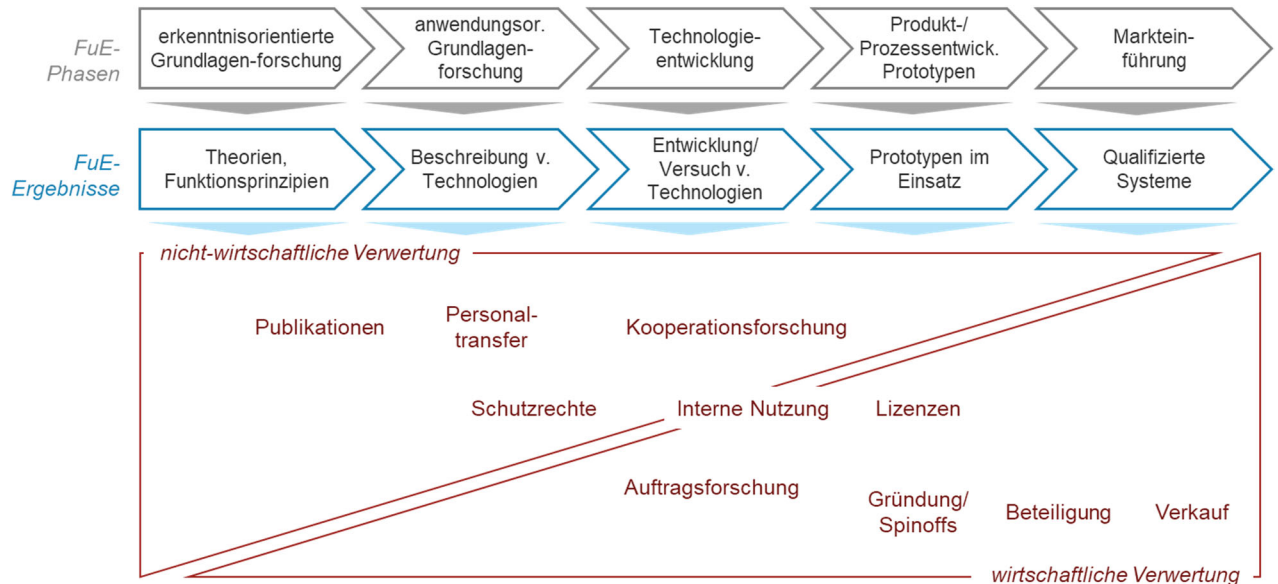 FuE-
Phasen
erkenntnisorientierte
Grundlagen-forschung
anwendungsor.
Grundlagen-
forschung
Technologie-
entwicklung
Produkt-/
Prozessentwick.
Prototypen
Marktein-
führung
FuE-
Ergebnisse
Theorien,
Funktionsprinzipien
Beschreibung v.
Technologien
Entwicklung/
Versuch v.
Technologien
Prototypen im
Einsatz
Qualifizierte
Systeme
nicht-wirtschaftliche Verwertung
Publikationen
Personal-
transfer
Kooperationsforschung
Schutzrechte
Interne Nutzung
Lizenzen
Auftragsforschung
Gründung/
Spinoffs
Beteiligung
Verkauf
wirtschaftliche Verwertung